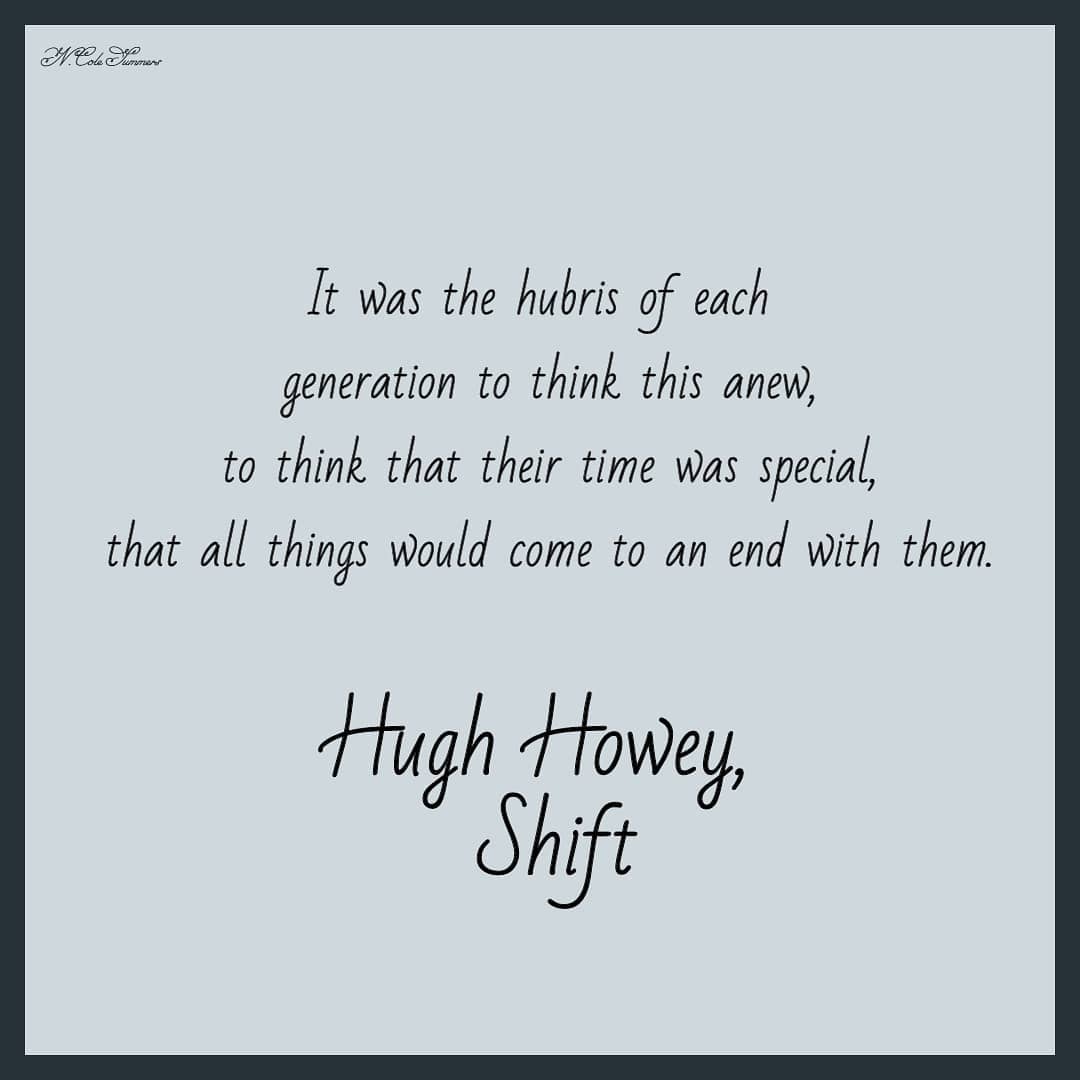 N. Cole Summers
It was the hubris of each
generation to think this anew,
to think that their time was special,
that all things would come to an end with them.
Hugh Howey,
Shift